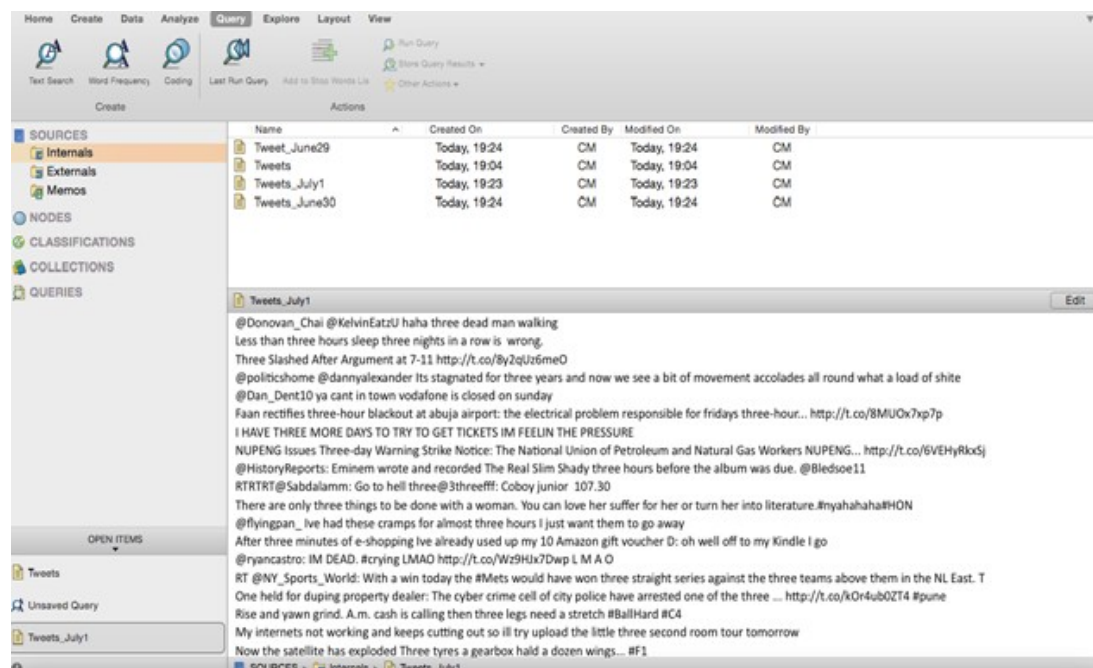 Home Create Data Analyze Query Explore Layout View
Text Search Word Frequency Coding Last Run Query Add to Stop Words Lis
Run Query
Store Query Results
Other Actions
Create Actions
SOURCES
Internals
Externals
Memos
NODES
CLASSIFICATIONS
COLLECTIONS
QUERIES
Name Created On Created By Modified On Modified By
Tweet_June29 Today, 19:24 CM Today, 19:24 CM
Tweets Today, 19:04 CM Today, 19:04 CM
Tweets_July1 Today, 19:23 CM Today, 19:23 CM
Tweets_June30 Today, 19:24 CM Today, 19:24 CM
Tweets_July1 Edit
@Donovan_Chai @KelvinEatzU haha three dead man walking
Less than three hours sleep three nights in a row is wrong.
Three Slashed After Argument at 7-11 http://t.co/8y2qUz6meO
@politicshome @dannyalexander Its stagnated for three years and now we see a bit of movement accolades all round what a load of shite
@Dan_Dent10 ya cant in town vodafone is closed on sunday
Faan rectifies three-hour blackout at abuja airport: the electrical problem responsible for fridays three-hour... http://t.co/8MUOx7xp7p
I HAVE THREE MORE DAYS TO TRY TO GET TICKETS IM FEELIN THE PRESSURE
NUPENG Issues Three-day Warning Strike Notice: The National Union of Petroleum and Natural Gas Workers NUPENG... http://t.co/6VEHyRkxSj
@HistoryReports: Eminem wrote and recorded The Real Slim Shady three hours before the album was due. @Bledsoe11
RTRTRT@Sabdalamm: Go to hell three@3threefff: Coboy junior 107.30
There are only three things to be done with a woman. You can love her suffer for her or turn her into literature.#nyahahaha#HON
@flyingpan_ Ive had these cramps for almost three hours I just want them to go away
After three minutes of e-shopping Ive already used up my 10 Amazon gift voucher D: oh well off to my Kindle I go
@ryancastro: IM DEAD. #crying LMAO http://t.co/Wz9HJx7Dwp L M A O
RT @NY_Sports_World: With a win today the #Mets would have won three straight series against the three teams above them in the NL East. T
One held for duping property dealer: The cyber crime cell of city police have arrested one of the three ... http://t.co/kOr4ub0ZT4 #pune
Rise and yawn grind. A.m. cash is calling then three legs need a stretch #BallHard #C4
My internets not working and keeps cutting out so ill try upload the little three second room tour tomorrow
Now the satellite has exploded Three tyres a gearbox hald a dozen wings... #F1
OPEN ITEMS
Tweets
Unsaved Query
Tweets_July1
SOURCES Internals Tweets_July1